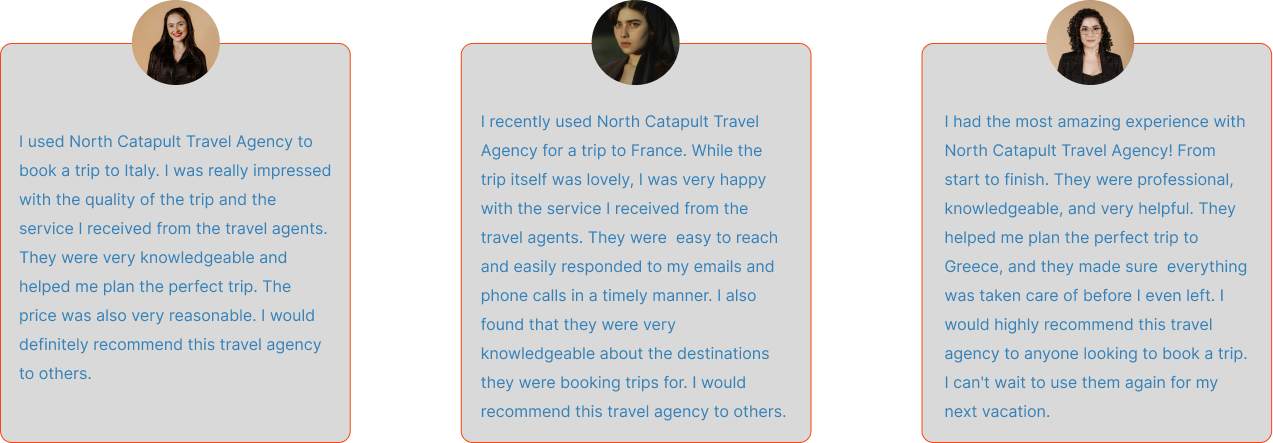 I used North Catapult Travel Agency to
book a trip to Italy. I was really impressed
with the quality of the trip and the
service I received from the travel agents.
They were very knowledgeable and
helped me plan the perfect trip. The
price was also very reasonable. I would
definitely recommend this travel agency
to others.
I recently used North Catapult Travel
Agency for a trip to France. While the
trip itself was lovely, I was very happy
with the service I received from the
travel agents. They were  easy to reach
and easily responded to my emails and
phone calls in a timely manner. I also
found that they were very
knowledgeable about the destinations
they were booking trips for. I would
recommend this travel agency to others.
I had the most amazing experience with
North Catapult Travel Agency! From
start to finish. They were professional,
knowledgeable, and very helpful. They
helped me plan the perfect trip to
Greece, and they made sure  everything
was taken care of before I even left. I
would highly recommend this travel
agency to anyone looking to book a trip.
I can't wait to use them again for my
next vacation.